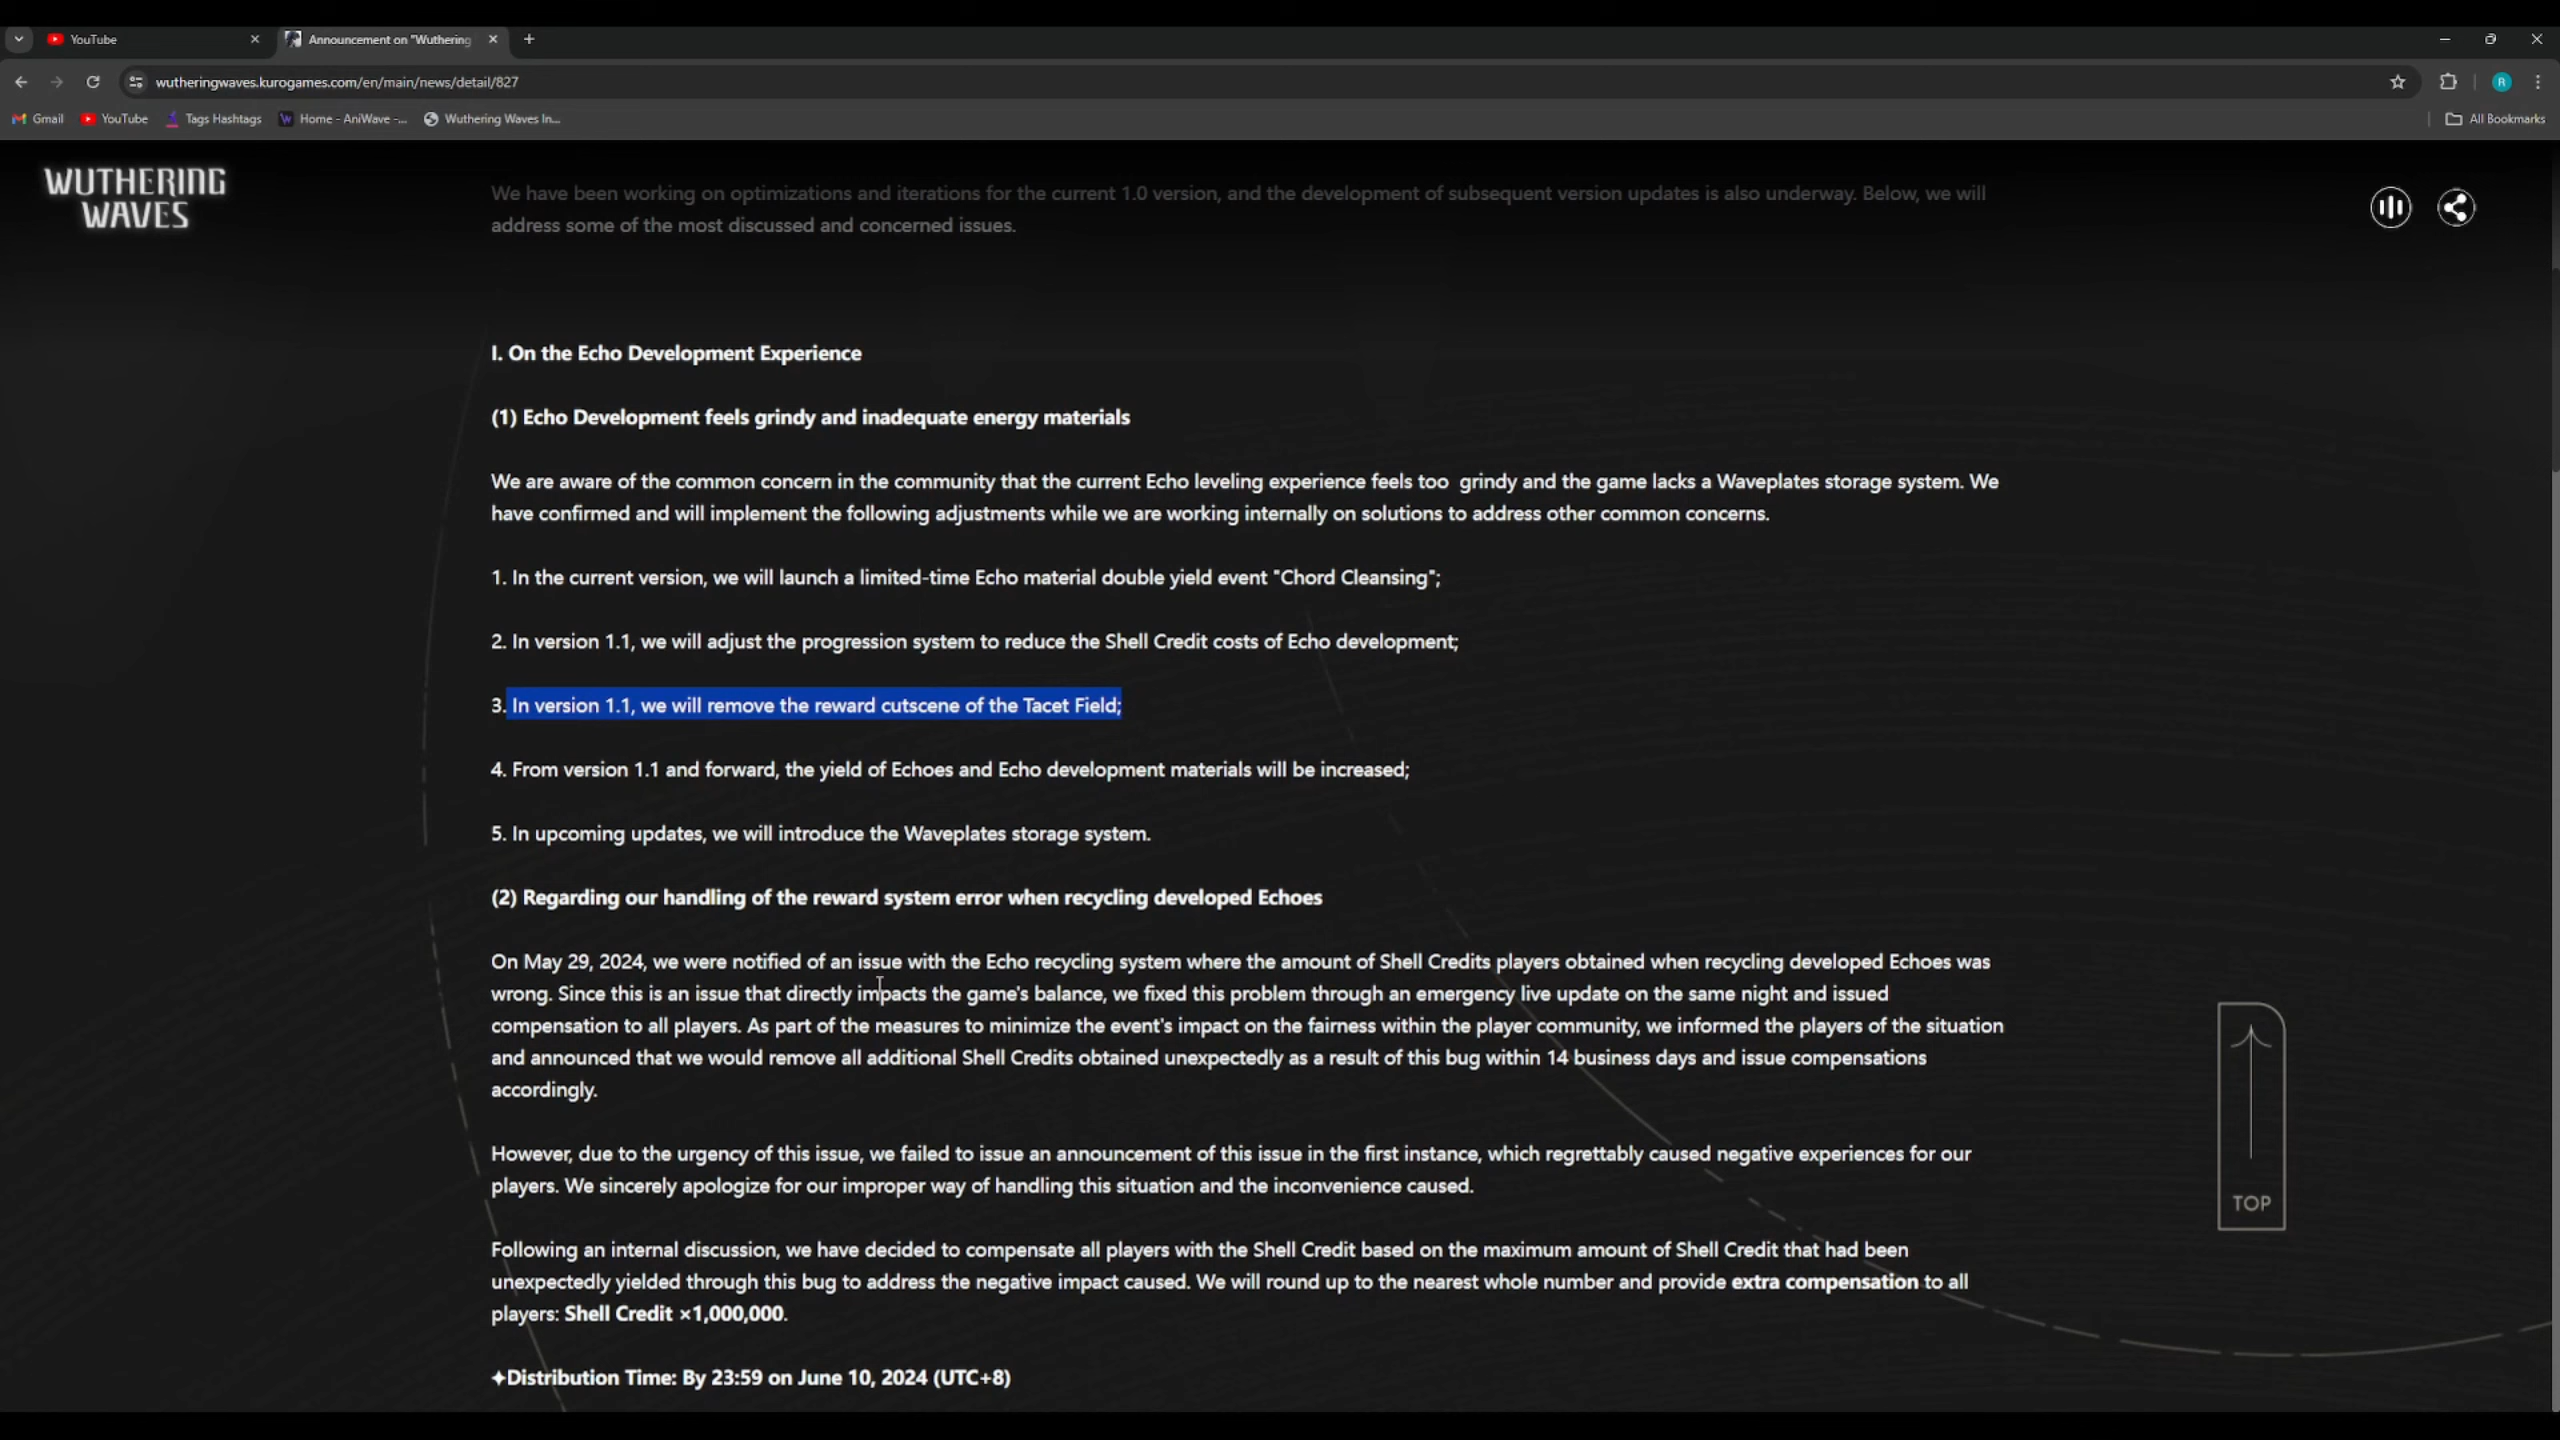 YouTube
Announcement on "Wuthering
wutheringwaves.kurogames.com/en/main/news/detail/827
R
Gmail
YouTube
Tags Hashtags
Home - AniWave -...
Wuthering Waves In...
All Bookmarks
WUTHERING
WAVES
We have been working on optimizations and iterations for the current 1.0 version, and the development of subsequent version updates is also underway. Below, we will
address some of the most discussed and concerned issues.
I. On the Echo Development Experience
(1) Echo Development feels grindy and inadequate energy materials
We are aware of the common concern in the community that the current Echo leveling experience feels too grindy and the game lacks a Waveplates storage system. We
have confirmed and will implement the following adjustments while we are working internally on solutions to address other common concerns.
1. In the current version, we will launch a limited-time Echo material double yield event "Chord Cleansing";
2. In version 1.1, we will adjust the progression system to reduce the Shell Credit costs of Echo development;
3. In version 1.1, we will remove the reward cutscene of the Tacet Field;
4. From version 1.1 and forward, the yield of Echoes and Echo development materials will be increased;
5. In upcoming updates, we will introduce the Waveplates storage system.
(2) Regarding our handling of the reward system error when recycling developed Echoes
On May 29, 2024, we were notified of an issue with the Echo recycling system where the amount of Shell Credits players obtained when recycling developed Echoes was
wrong. Since this is an issue that directly impacts the game's balance, we fixed this problem through an emergency live update on the same night and issued
compensation to all players. As part of the measures to minimize the event's impact on the fairness within the player community, we informed the players of the situation
and announced that we would remove all additional Shell Credits obtained unexpectedly as a result of this bug within 14 business days and issue compensations
accordingly.
However, due to the urgency of this issue, we failed to issue an announcement of this issue in the first instance, which regrettably caused negative experiences for our
players. We sincerely apologize for our improper way of handling this situation and the inconvenience caused.
Following an internal discussion, we have decided to compensate all players with the Shell Credit based on the maximum amount of Shell Credit that had been
unexpectedly yielded through this bug to address the negative impact caused. We will round up to the nearest whole number and provide extra compensation to all
players: Shell Credit ×1,000,000.
✦Distribution Time: By 23:59 on June 10, 2024 (UTC+8)
TOP